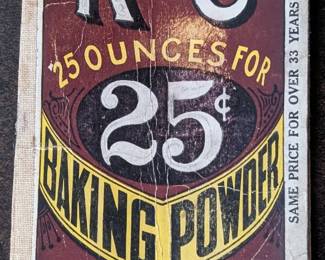 25 OUNCES FOR
25¢
BAKING POWDER
SAME PRICE FOR OVER 33 YEARS